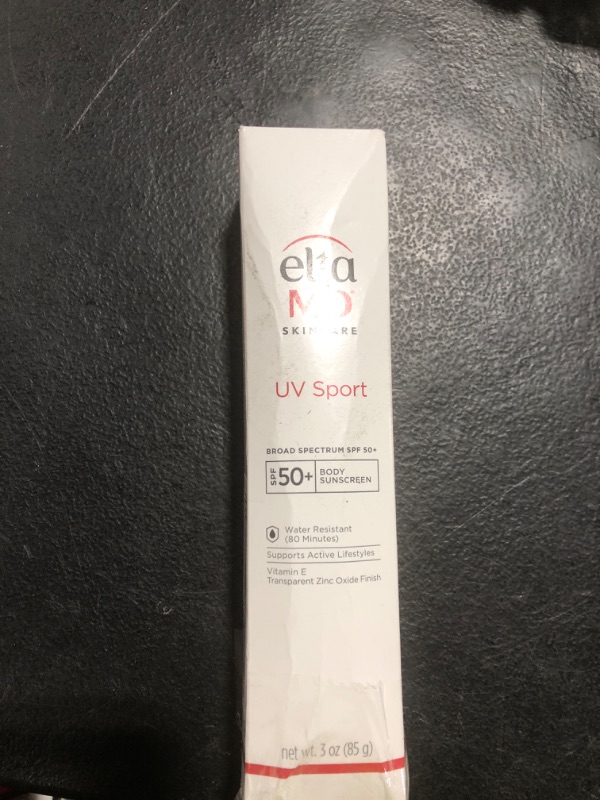 elta
MD
SKINCARE
UV Sport
BROAD SPECTRUM SPF 50+
SPF 50+ BODY
SUNSCREEN
Water Resistant
(80 Minutes)
Supports Active Lifestyles
Vitamin E
Transparent Zinc Oxide Finish
net wt. 3 oz (85 g)